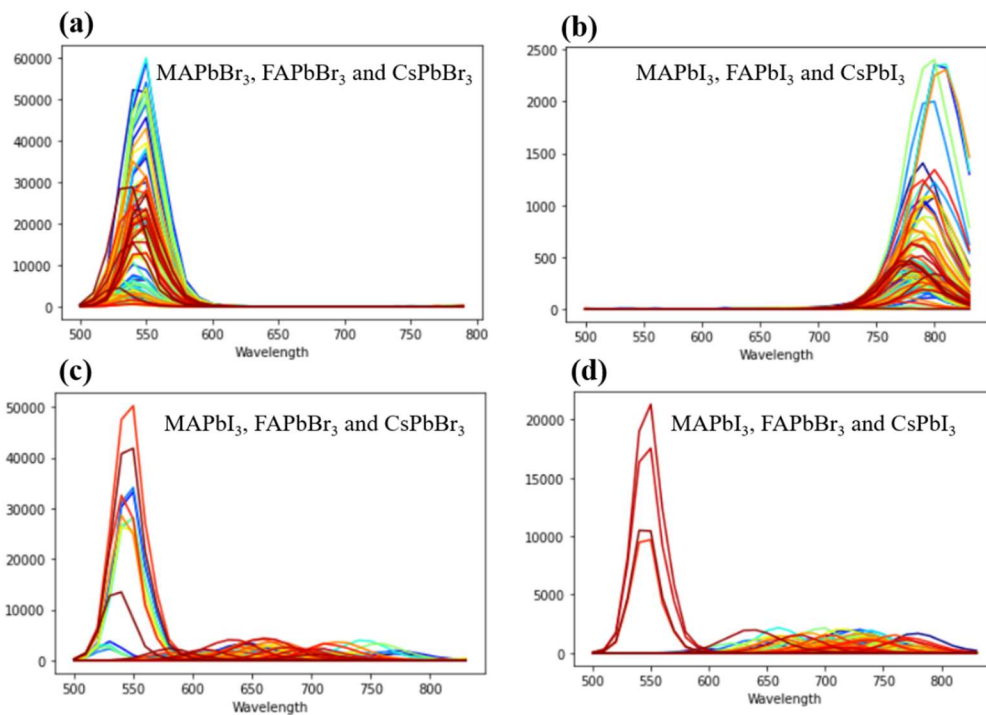 (a)
MAPbBr₃, FAPbBr₃ and CsPbBr₃
60000
50000
40000
30000
20000
10000
0
500 550 600 650 700 750 800
Wavelength
(b)
MAPbI₃, FAPbI₃ and CsPbI₃
2500
2000
1500
1000
500
0
500 550 600 650 700 750 800
Wavelength
(c)
MAPbI₃, FAPbBr₃ and CsPbBr₃
50000
40000
30000
20000
10000
0
500 550 600 650 700 750 800
Wavelength
(d)
MAPbI₃, FAPbBr₃ and CsPbI₃
20000
15000
10000
5000
0
500 550 600 650 700 750 800
Wavelength